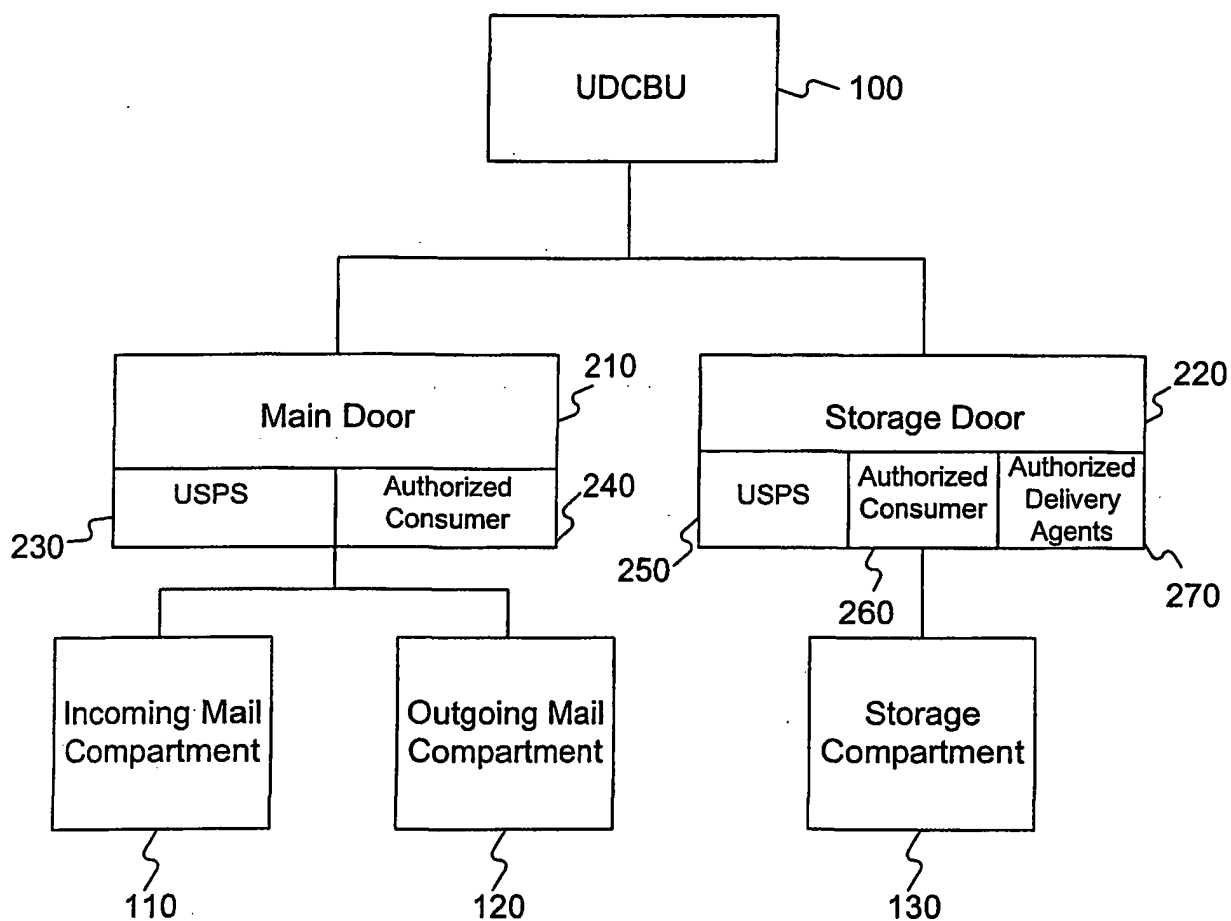 UDCBU
100
Main Door
210
Storage Door
220
USPS
Authorized
Consumer
240
230
USPS
Authorized
Consumer
Authorized
Delivery
Agents
250
260
270
Incoming Mail
Compartment
Outgoing Mail
Compartment
Storage
Compartment
110
120
130